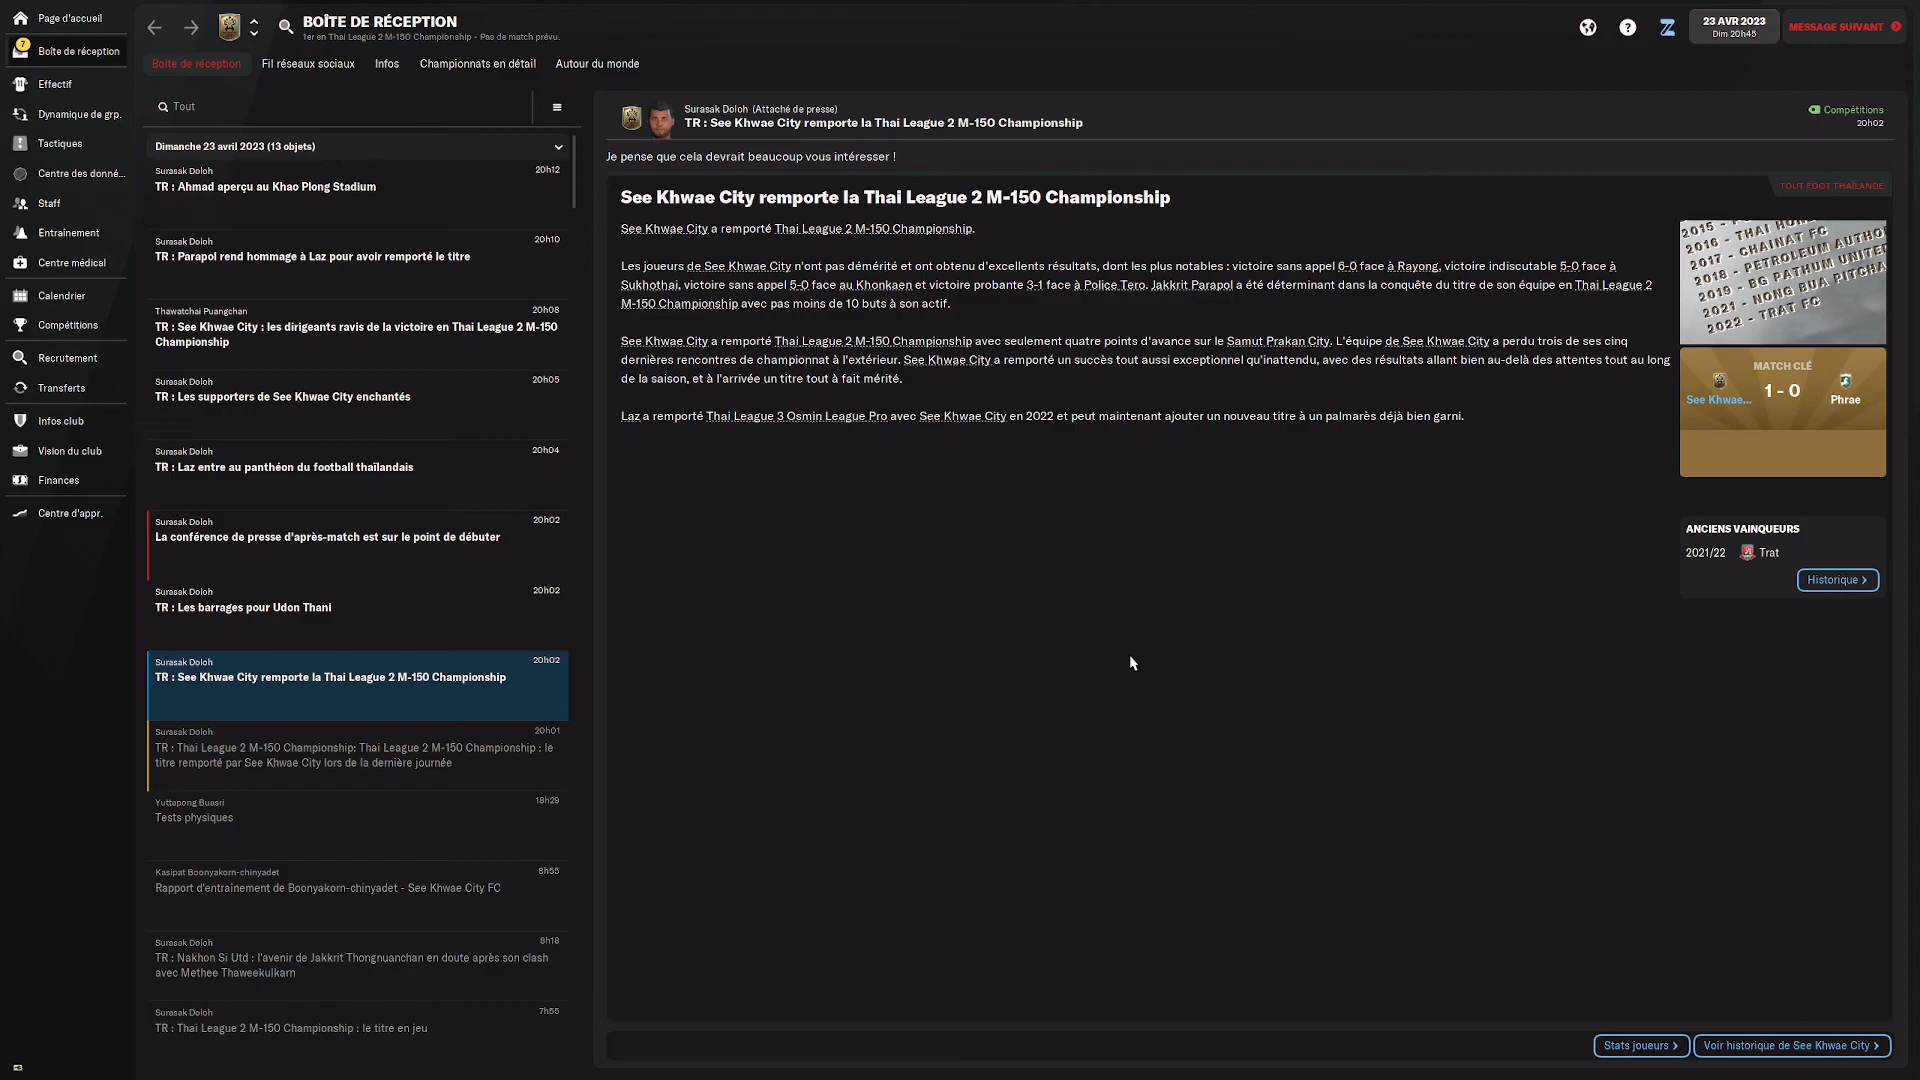 Page d'accueil
7
Boîte de réception
Effectif
Dynamique de grp.
Tactiques
Centre des donné...
Staff
Entraînement
Centre médical
Calendrier
Compétitions
Recrutement
Transferts
Infos club
Vision du club
Finances
Centre d'appr.
BOÎTE DE RÉCEPTION
1er en Thai League 2 M-150 Championship - Pas de match prévu.
23 AVR 2023
Dim 20h45
MESSAGE SUIVANT
Boîte de réception
Fil réseaux sociaux
Infos
Championnats en détail
Autour du monde
Tout
Dimanche 23 avril 2023 (13 objets)
Surasak Doloh
20h12
TR : Ahmad aperçu au Khao Plong Stadium
Surasak Doloh
20h10
TR : Parapol rend hommage à Laz pour avoir remporté le titre
Thawatchai Puangchan
20h08
TR : See Khwae City : les dirigeants ravis de la victoire en Thai League 2 M-150
Championship
Surasak Doloh
20h05
TR : Les supporters de See Khwae City enchantés
Surasak Doloh
20h04
TR : Laz entre au panthéon du football thaïlandais
Surasak Doloh
20h02
La conférence de presse d'après-match est sur le point de débuter
Surasak Doloh
20h02
TR : Les barrages pour Udon Thani
Surasak Doloh
20h02
TR : See Khwae City remporte la Thai League 2 M-150 Championship
Surasak Doloh
20h01
TR : Thai League 2 M-150 Championship: Thai League 2 M-150 Championship : le
titre remporté par See Khwae City lors de la dernière journée
Yuttapong Buasri
18h29
Tests physiques
Kasipat Boonyakorn-chinyadet
8h55
Rapport d'entraînement de Boonyakorn-chinyadet - See Khwae City FC
Surasak Doloh
8h18
TR : Nakhon Si Utd : l'avenir de Jakkrit Thongnuanchan en doute après son clash
avec Methee Thaweekulkarn
Surasak Doloh
7h55
TR : Thai League 2 M-150 Championship : le titre en jeu
Surasak Doloh (Attaché de presse)
TR : See Khwae City remporte la Thai League 2 M-150 Championship
Compétitions
20h02
Je pense que cela devrait beaucoup vous intéresser !
TOUT FOOT THAÏLANDE
See Khwae City remporte la Thai League 2 M-150 Championship
See Khwae City a remporté Thai League 2 M-150 Championship.
Les joueurs de See Khwae City n'ont pas démérité et ont obtenu d'excellents résultats, dont les plus notables : victoire sans appel 6-0 face à Rayong, victoire indiscutable 5-0 face à
Sukhothai, victoire sans appel 5-0 face au Khonkaen et victoire probante 3-1 face à Police Tero. Jakkrit Parapol a été déterminant dans la conquête du titre de son équipe en Thai League 2
M-150 Championship avec pas moins de 10 buts à son actif.
See Khwae City a remporté Thai League 2 M-150 Championship avec seulement quatre points d'avance sur le Samut Prakan City. L'équipe de See Khwae City a perdu trois de ses cinq
dernières rencontres de championnat à l'extérieur. See Khwae City a remporté un succès tout aussi exceptionnel qu'inattendu, avec des résultats allant bien au-delà des attentes tout au long
de la saison, et à l'arrivée un titre tout à fait mérité.
Laz a remporté Thai League 3 Osmin League Pro avec See Khwae City en 2022 et peut maintenant ajouter un nouveau titre à un palmarès déjà bien garni.
2015 -
2016 - THAI HON
2017 - CHAINAT FC
2018 - PETROLEUM AUTHO
2019 - BG PATHUM UNITE
2021 - NONG BUA PITCHA
2022 - TRAT FC
MATCH CLÉ
See Khwae...
1 - 0
Phrae
ANCIENS VAINQUEURS
2021/22
Trat
Historique >
Stats joueurs >
Voir historique de See Khwae City >